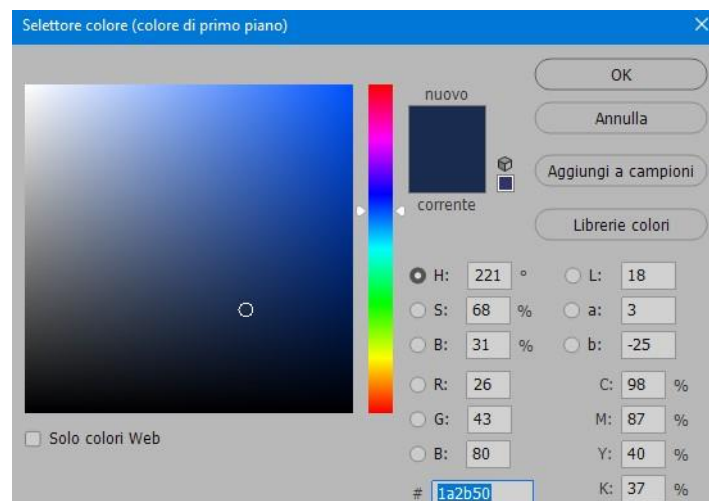 Selettore colore (colore di primo piano)
nuovo
corrente
OK
Annulla
Aggiungi a campioni
Librerie colori
H: 221 °
S: 68 %
B: 31 %
R: 26
G: 43
B: 80
# 1a2b50
L: 18
a: 3
b: -25
C: 98 %
M: 87 %
Y: 40 %
K: 37 %
Solo colori Web